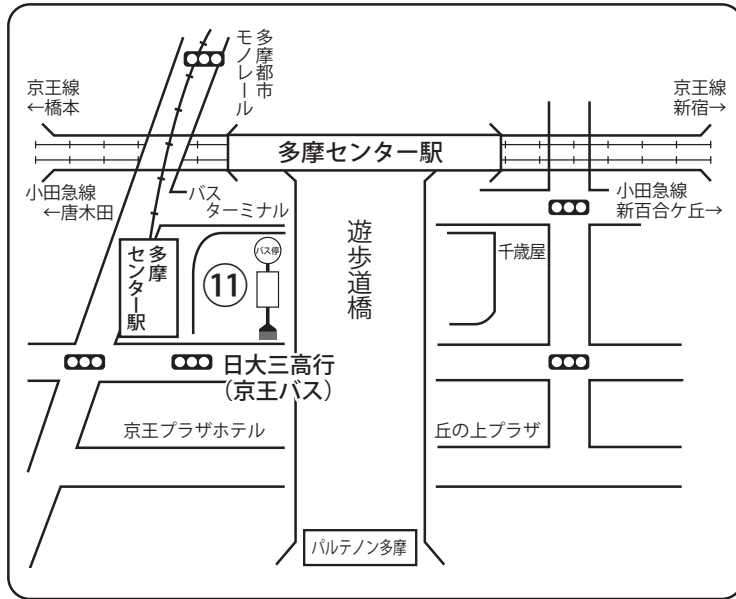 多摩都市
モノレール
京王線
←橋本
京王線
新宿→
多摩センター駅
小田急線
←唐木田
バス
ターミナル
小田急線
新百合ケ丘→
多摩
センター駅
11
バス停
遊歩道橋
千歳屋
日大三高行
（京王バス）
京王プラザホテル
丘の上プラザ
パルテノン多摩